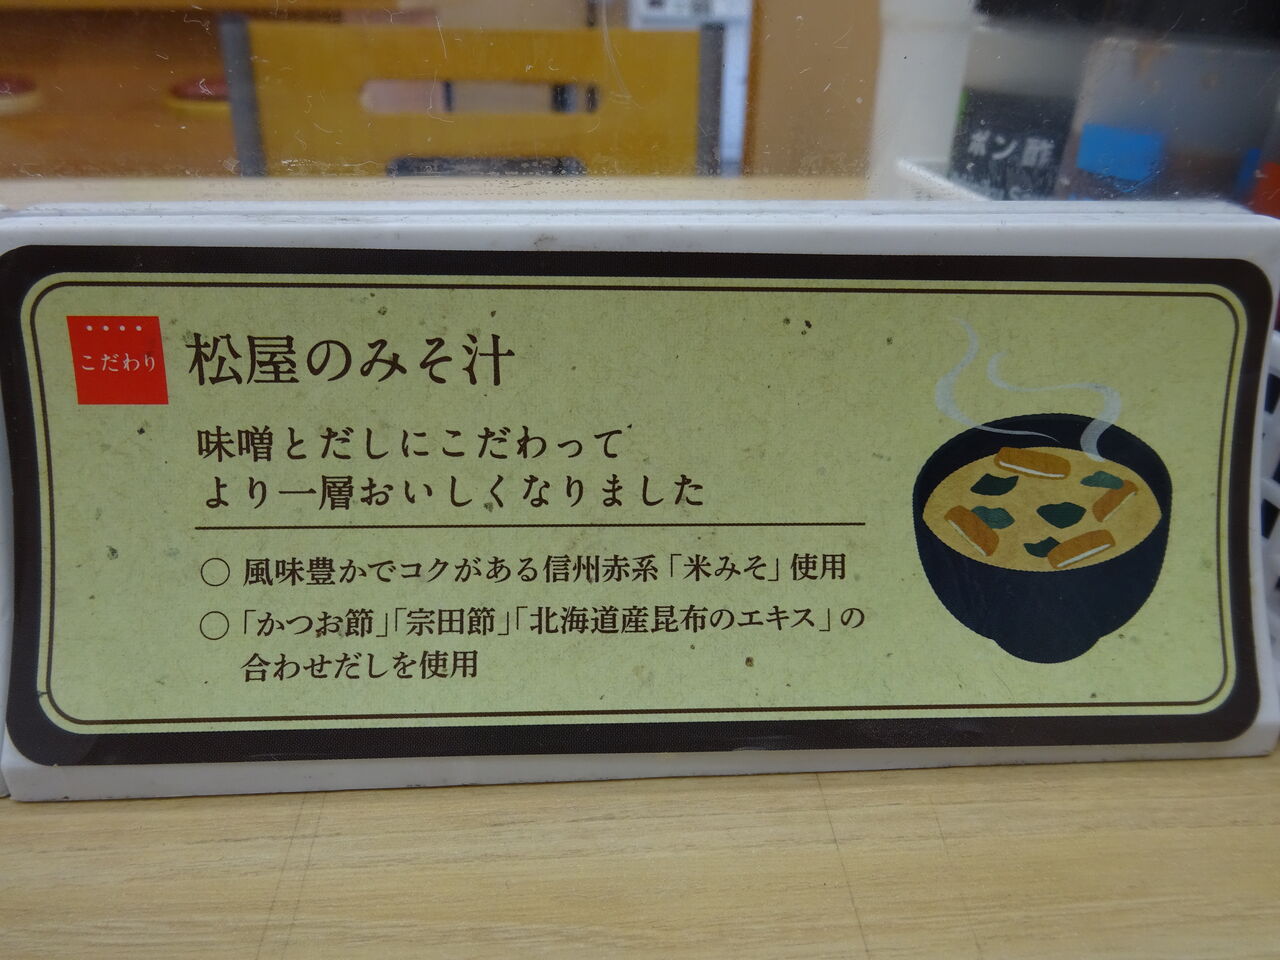 ポン酢
こだわり
松屋のみそ汁
味噌とだしにこだわって
より一層おいしくなりました
○ 風味豊かでコクがある信州赤系「米みそ」使用
○「かつお節」「宗田節」「北海道産昆布のエキス」の
合わせだしを使用